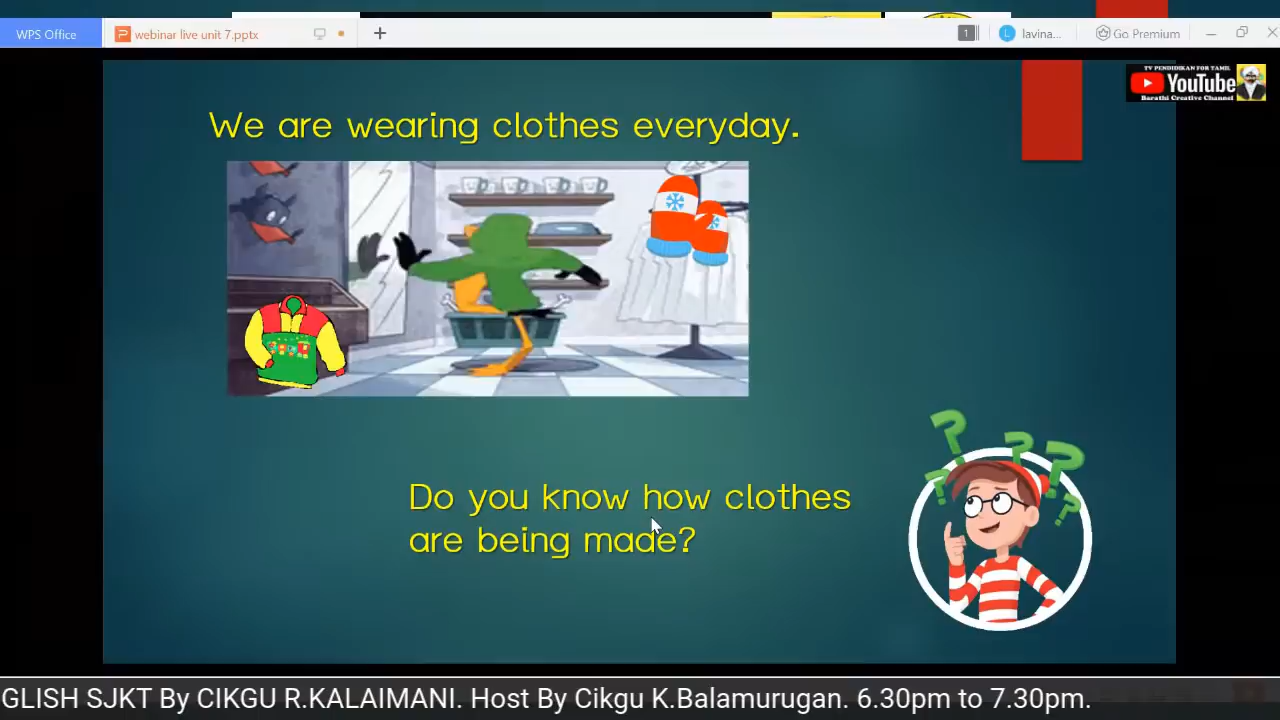 WPS Office
webinar live unit 7.pptx
1
lavina...
Go Premium
TV PENDIDIKAN FOR TAMIL
YouTube
Barathi Creative Channel
We are wearing clothes everyday.
Do you know how clothes
are being made?
GLISH SJKT By CIKGU R.KALAIMANI. Host By Cikgu K.Balamurugan. 6.30pm to 7.30pm.